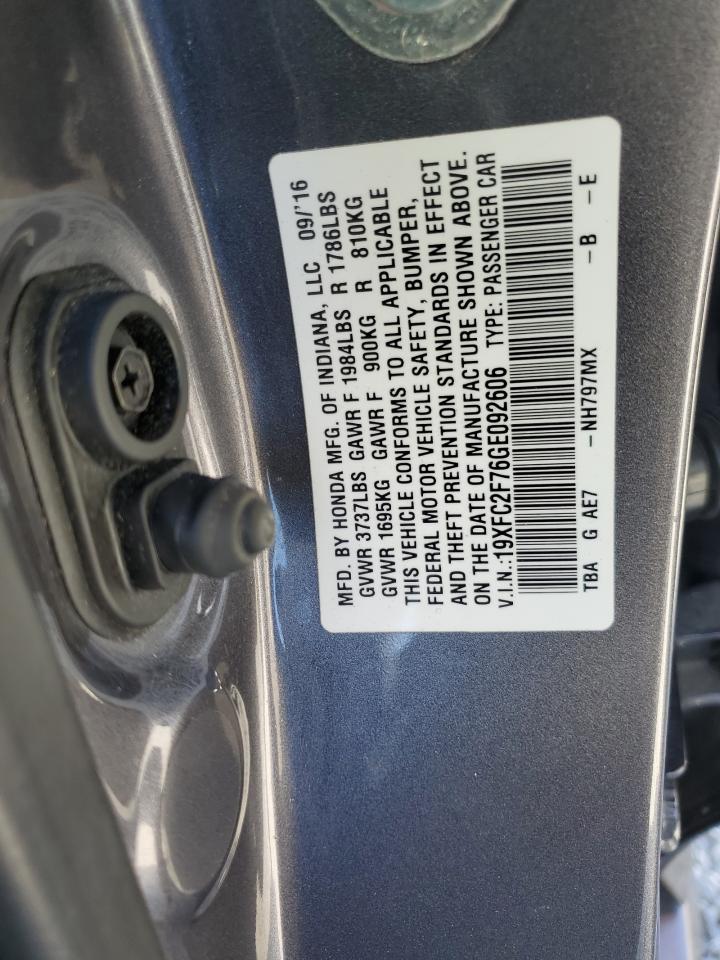 MFD. BY HONDA MFG. OF INDIANA, LLC 09/'16
GVWR 3737LBS GAWR F 1984LBS R 1786LBS
GVWR 1695KG GAWR F 900KG R 810KG
THIS VEHICLE CONFORMS TO ALL APPLICABLE
FEDERAL MOTOR VEHICLE SAFETY, BUMPER,
AND THEFT PREVENTION STANDARDS IN EFFECT
ON THE DATE OF MANUFACTURE SHOWN ABOVE.
V.I.N.:19XFC2F76GE092606 TYPE: PASSENGER CAR
TBA G AE7 -NH797MX -B -E